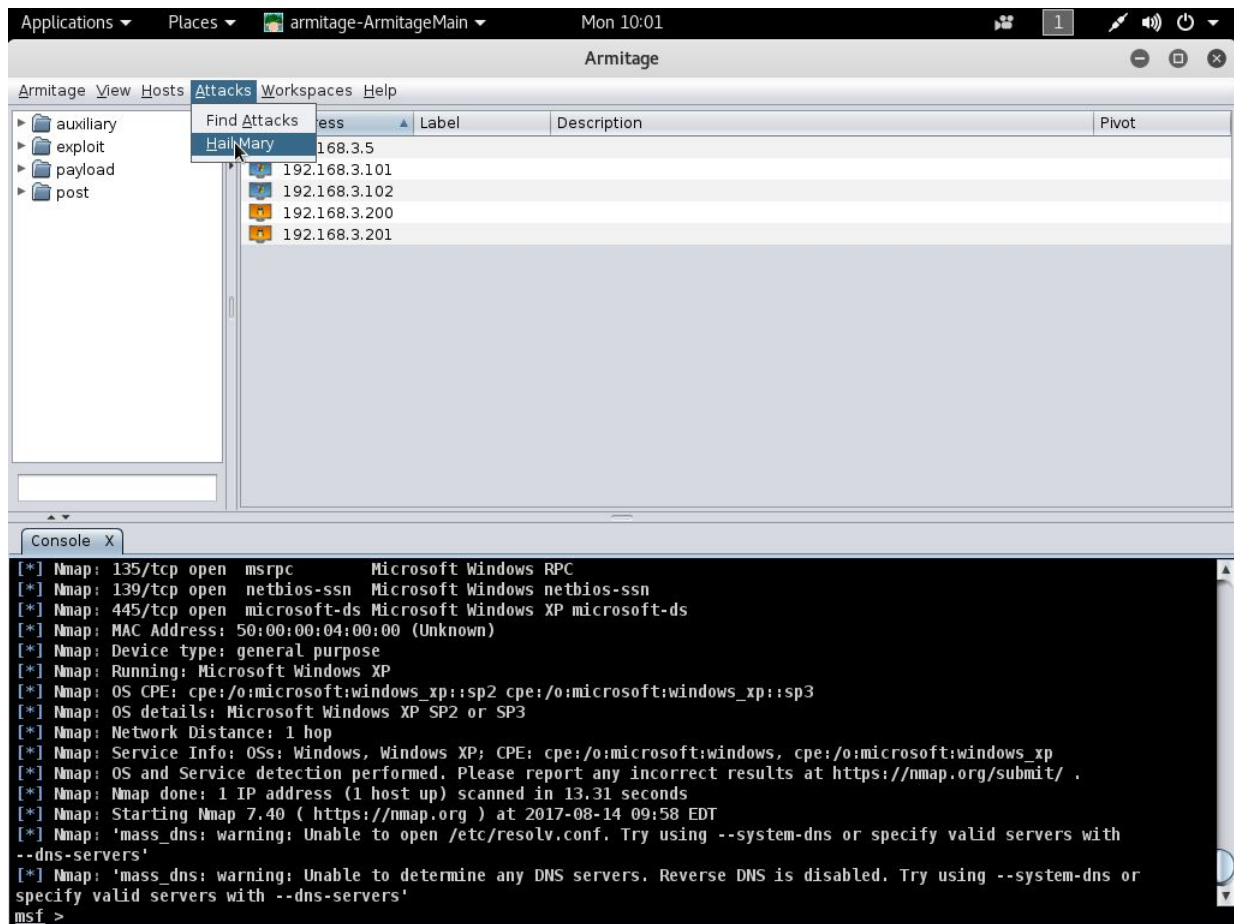 Applications Places armitage-ArmitageMain Mon 10:01 1
Armitage
Armitage View Hosts Attacks Workspaces Help
Find Attacks
Hail Mary
auxiliary
exploit
payload
post
ess Label Description Pivot
168.3.5
192.168.3.101
192.168.3.102
192.168.3.200
192.168.3.201
Console X
[*] Nmap: 135/tcp open msrpc Microsoft Windows RPC
[*] Nmap: 139/tcp open netbios-ssn Microsoft Windows netbios-ssn
[*] Nmap: 445/tcp open microsoft-ds Microsoft Windows XP microsoft-ds
[*] Nmap: MAC Address: 50:00:00:04:00:00 (Unknown)
[*] Nmap: Device type: general purpose
[*] Nmap: Running: Microsoft Windows XP
[*] Nmap: OS CPE: cpe:/o:microsoft:windows_xp::sp2 cpe:/o:microsoft:windows_xp::sp3
[*] Nmap: OS details: Microsoft Windows XP SP2 or SP3
[*] Nmap: Network Distance: 1 hop
[*] Nmap: Service Info: OSs: Windows, Windows XP; CPE: cpe:/o:microsoft:windows, cpe:/o:microsoft:windows_xp
[*] Nmap: OS and Service detection performed. Please report any incorrect results at https://nmap.org/submit/ .
[*] Nmap: Nmap done: 1 IP address (1 host up) scanned in 13.31 seconds
[*] Nmap: Starting Nmap 7.40 ( https://nmap.org ) at 2017-08-14 09:58 EDT
[*] Nmap: 'mass_dns: warning: Unable to open /etc/resolv.conf. Try using --system-dns or specify valid servers with
--dns-servers'
[*] Nmap: 'mass_dns: warning: Unable to determine any DNS servers. Reverse DNS is disabled. Try using --system-dns or
specify valid servers with --dns-servers'
msf >